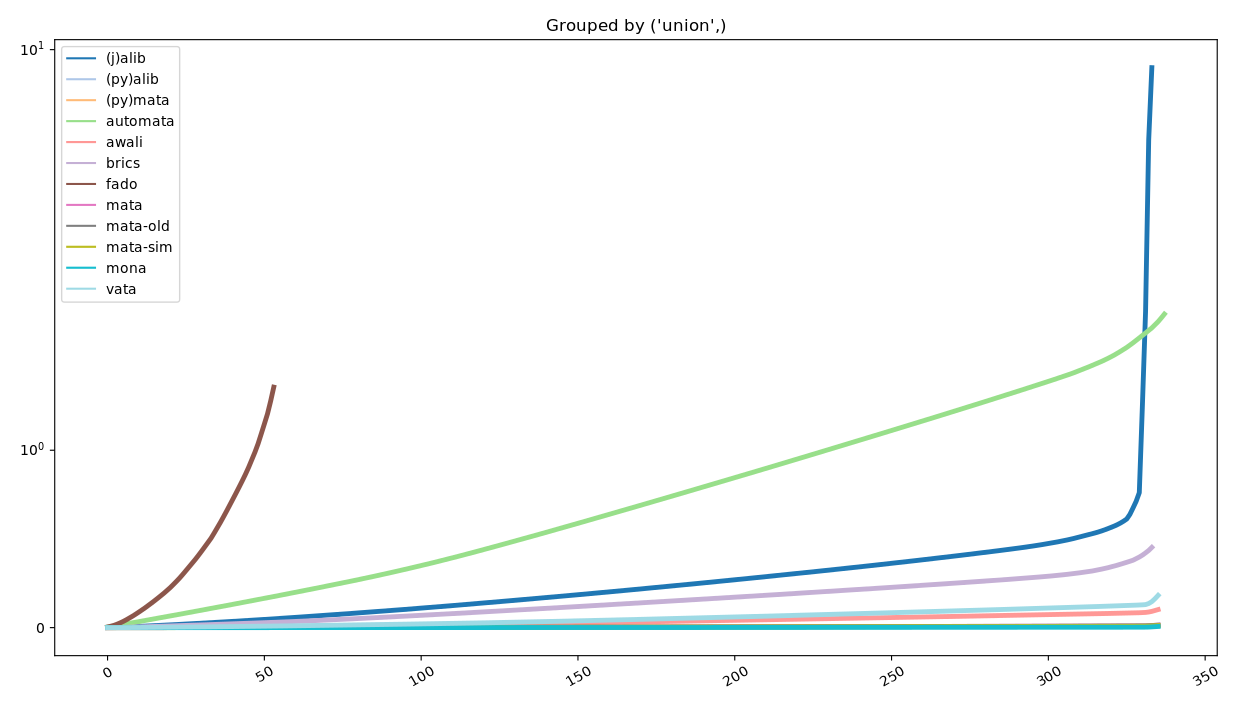 Grouped by ('union',)
10¹
10⁰
0
(j)alib
(py)alib
(py)mata
automata
awali
brics
fado
mata
mata-old
mata-sim
mona
vata
0
50
100
150
200
250
300
350